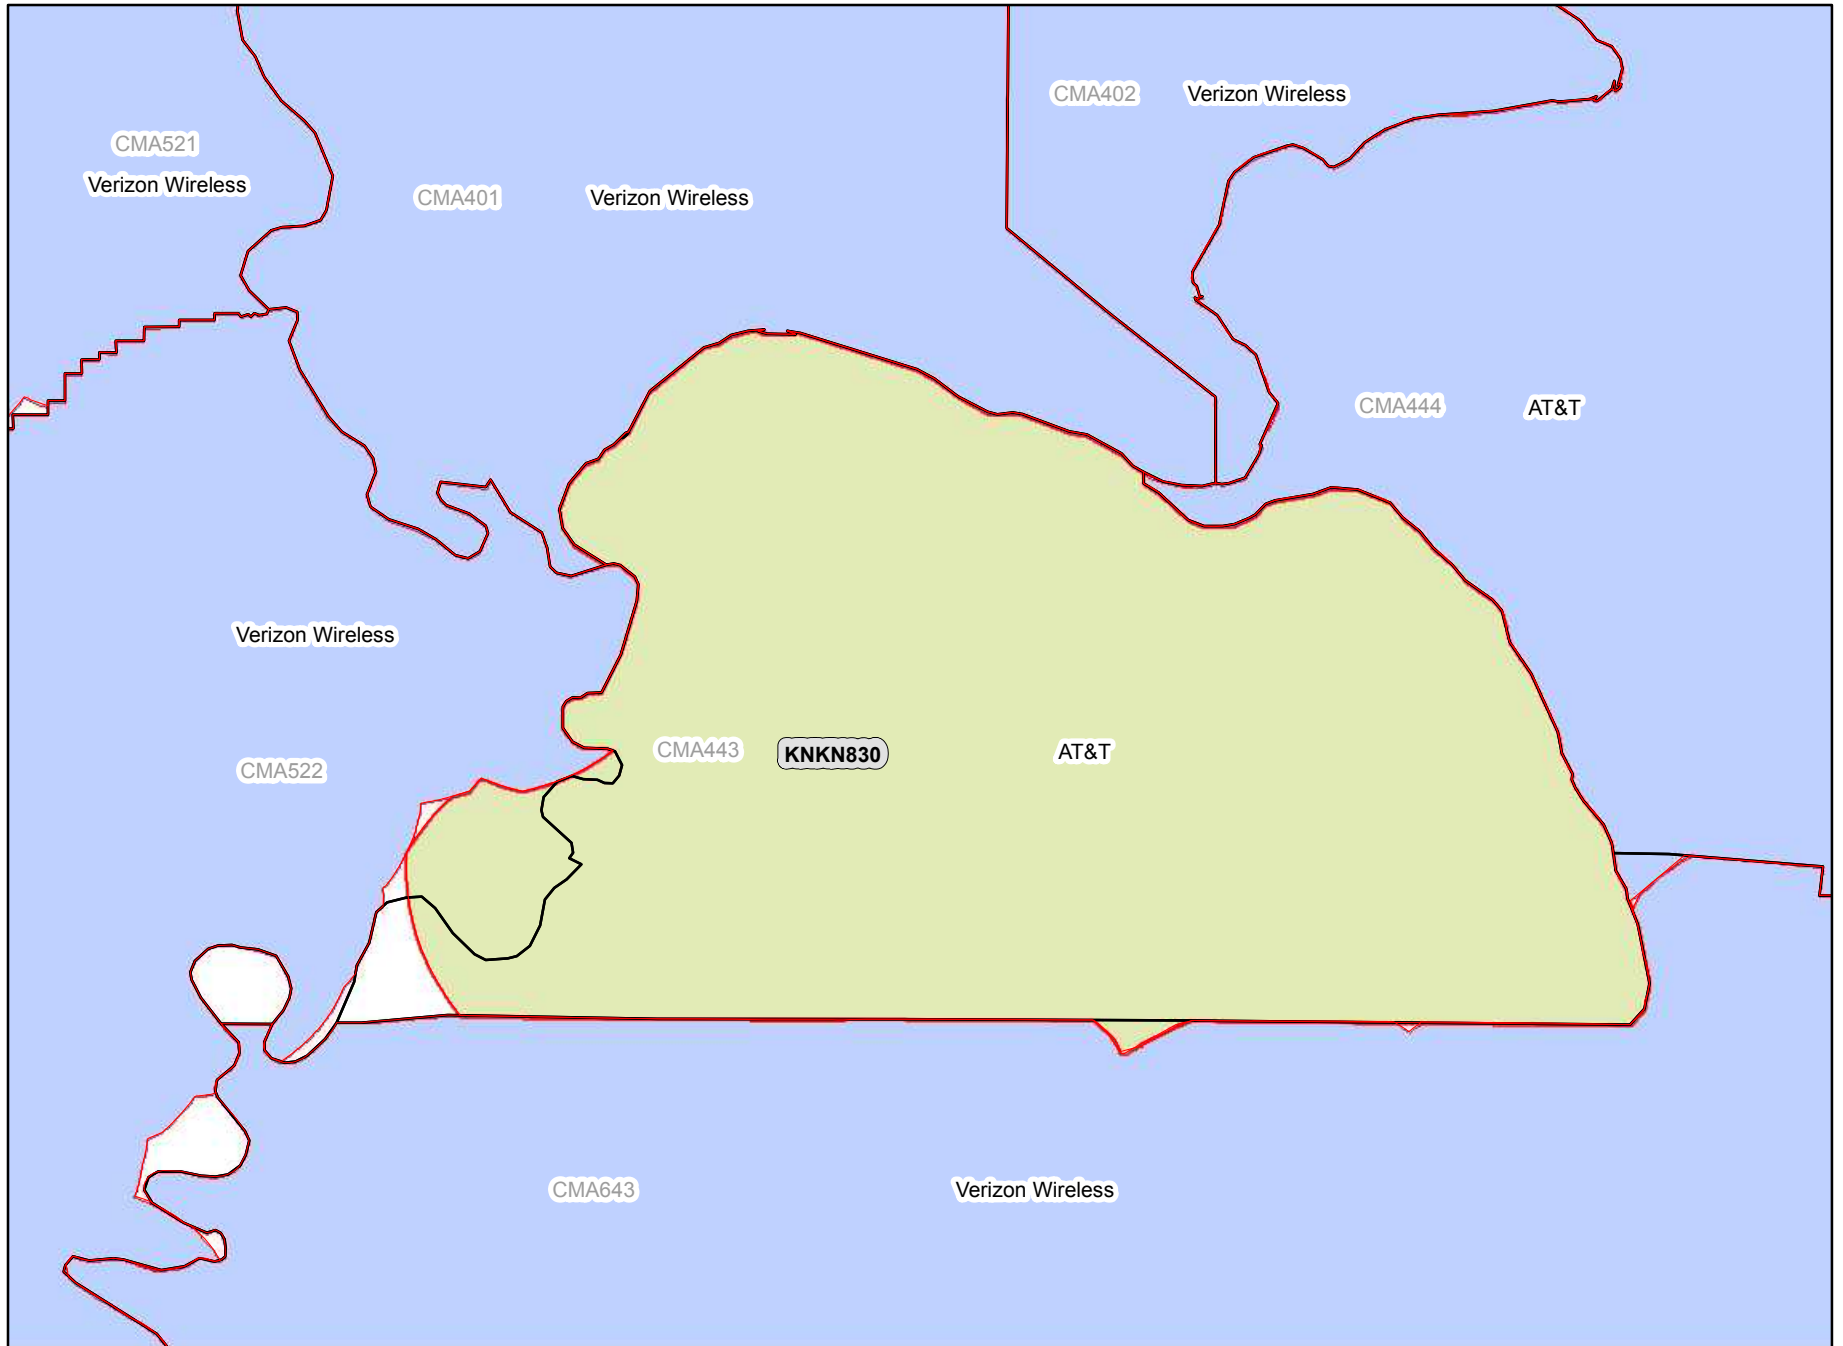 CMA402 Verizon Wireless
CMA521
Verizon Wireless
CMA401 Verizon Wireless
CMA444 AT&T
Verizon Wireless
CMA443 KNKN830 AT&T
CMA522
CMA643 Verizon Wireless